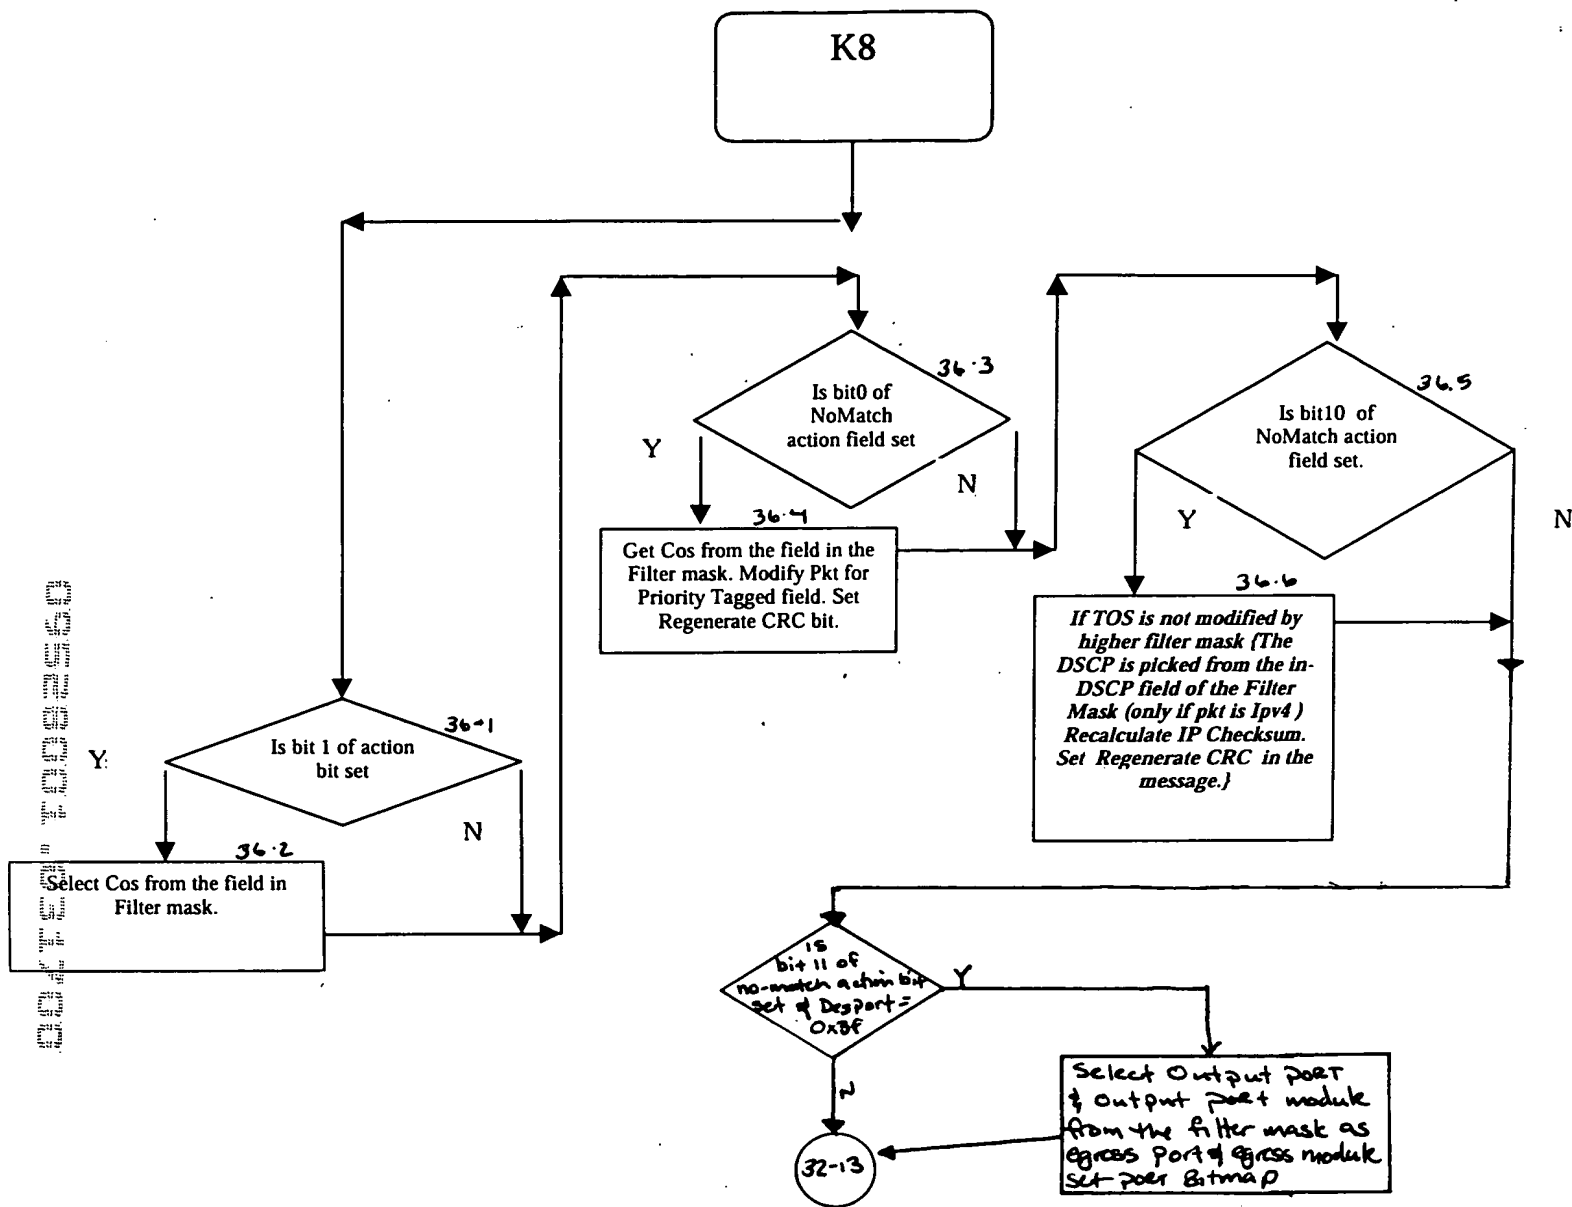 K8
36-1
Is bit 1 of action
bit set
Y
N
36.2
Select Cos from the field in
Filter mask.
36.3
Is bit0 of
NoMatch
action field set
Y
N
36.4
Get Cos from the field in the
Filter mask. Modify Pkt for
Priority Tagged field. Set
Regenerate CRC bit.
36.5
Is bit10 of
NoMatch action
field set.
Y
N
36.6
If TOS is not modified by
higher filter mask {The
DSCP is picked from the in-
DSCP field of the Filter
Mask (only if pkt is Ipv4 )
Recalculate IP Checksum.
Set Regenerate CRC in the
message.}
is
bit 11 of
no-match action bit
set & Desport =
0x3f
Y
N
Select Output PORT
& output port module
from the filter mask as
egress port & egress module
set port Bitmap
32-13